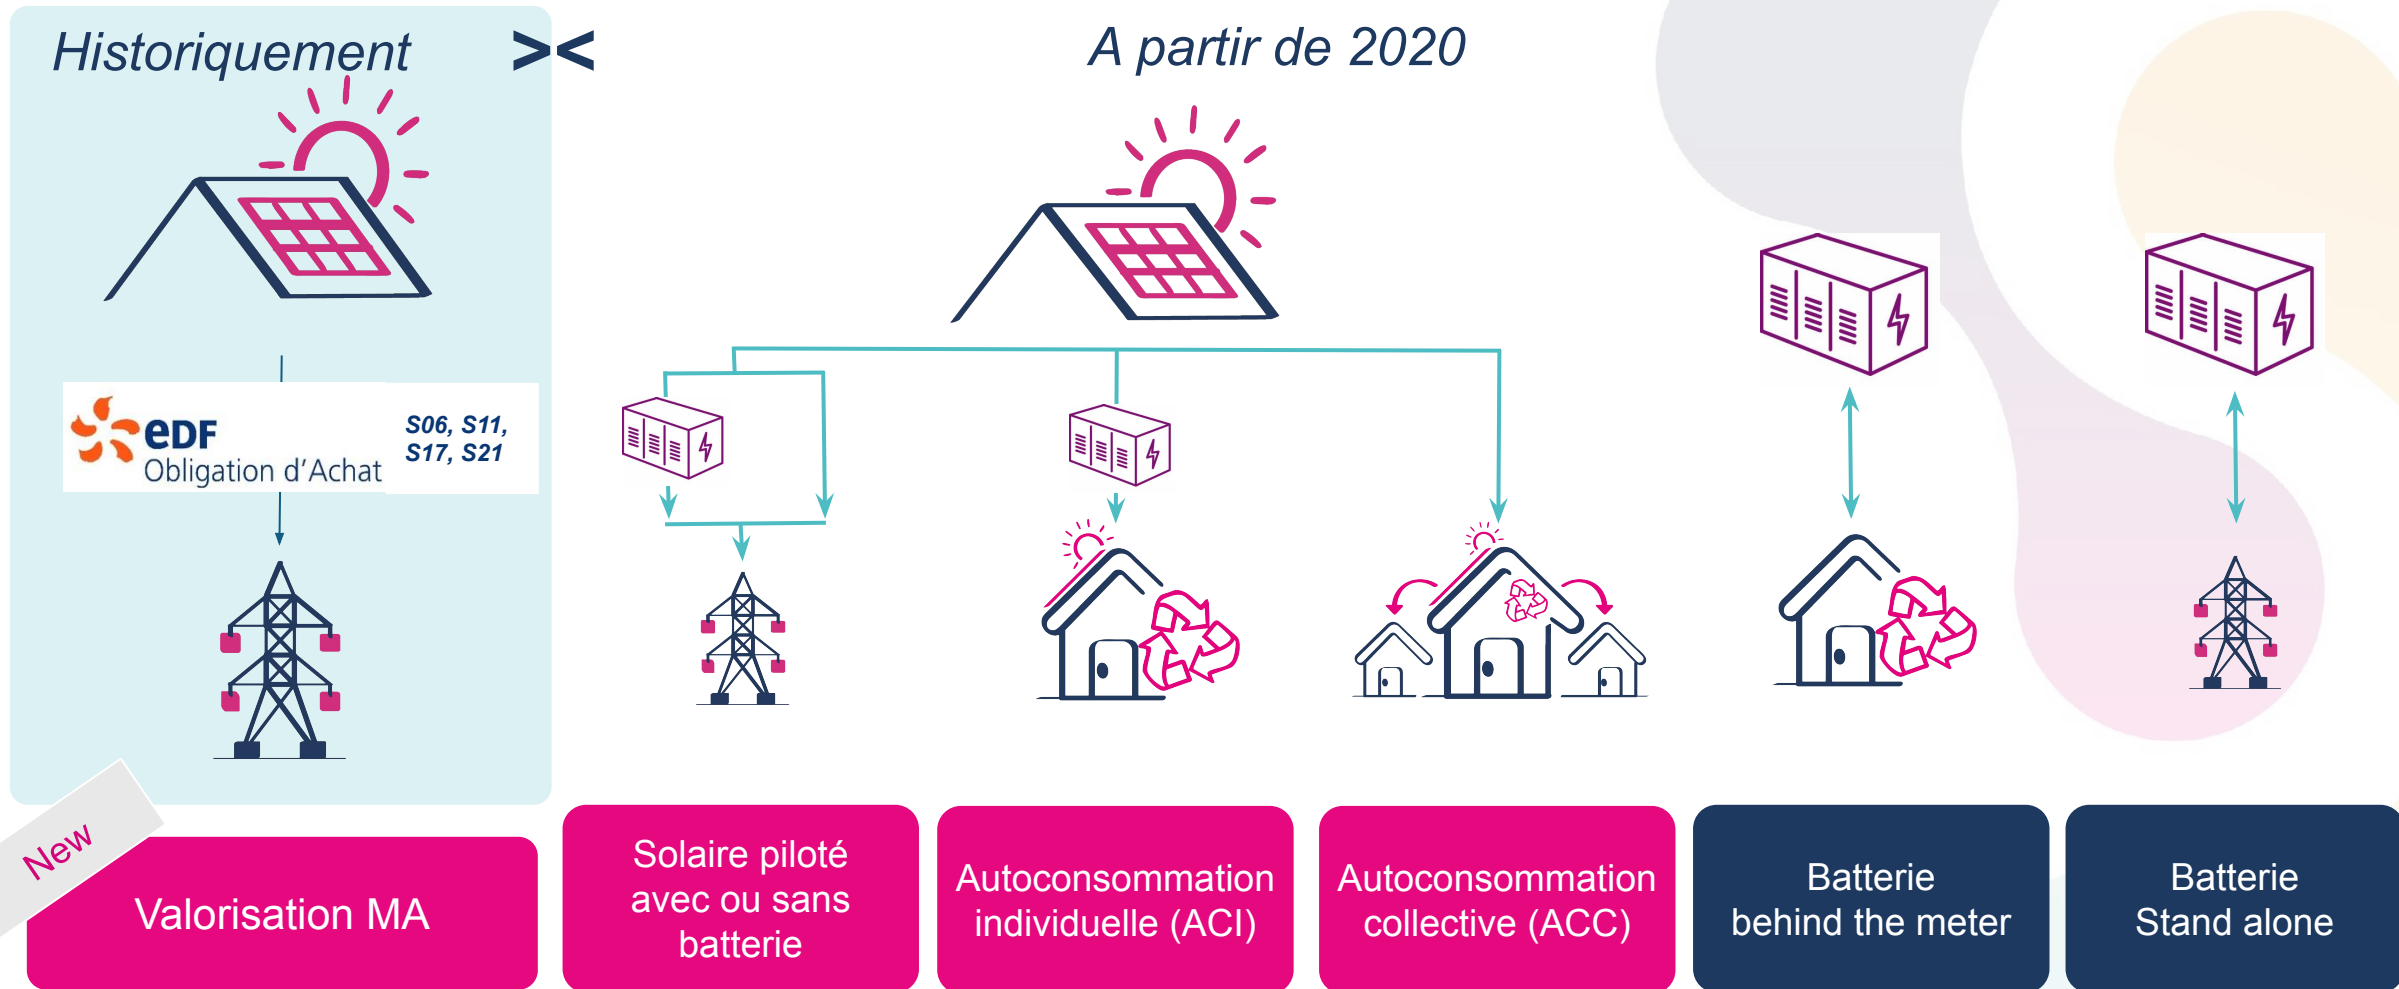 Historiquement
><
A partir de 2020
eDF
Obligation d'Achat
S06, S11,
S17, S21
New
Valorisation MA
Solaire piloté
avec ou sans
batterie
Autoconsommation
individuelle (ACI)
Autoconsommation
collective (ACC)
Batterie
behind the meter
Batterie
Stand alone